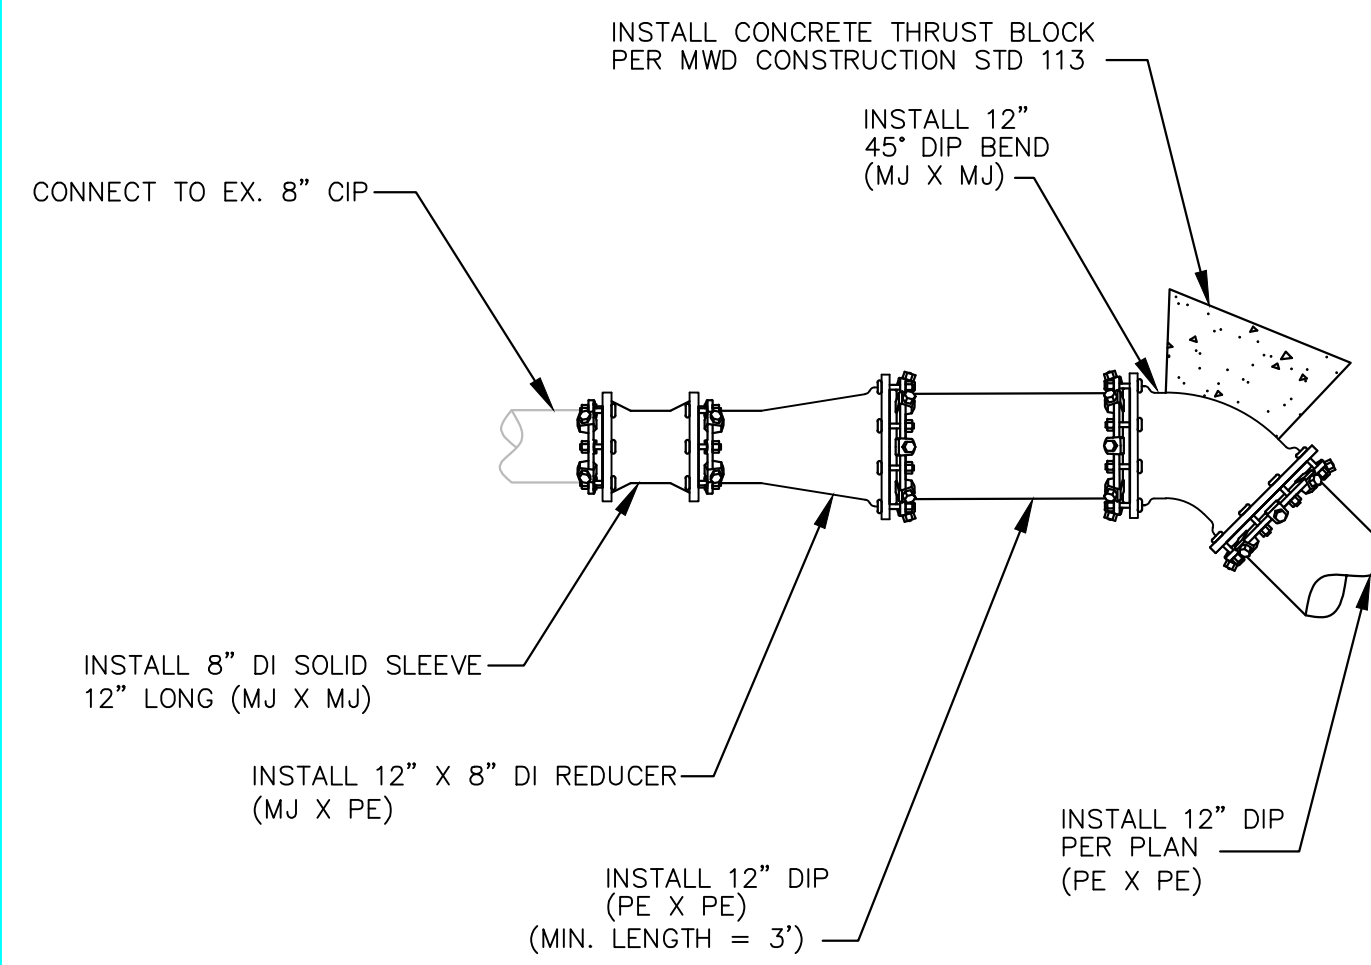 INSTALL CONCRETE THRUST BLOCK
PER MWD CONSTRUCTION STD 113
INSTALL 12”
45° DIP BEND
(MJ X MJ)
CONNECT TO EX. 8” CIP
INSTALL 8” DI SOLID SLEEVE
12” LONG (MJ X MJ)
INSTALL 12” X 8” DI REDUCER
(MJ X PE)
INSTALL 12” DIP
PER PLAN
(PE X PE)
INSTALL 12” DIP
(PE X PE)
(MIN. LENGTH = 3’)